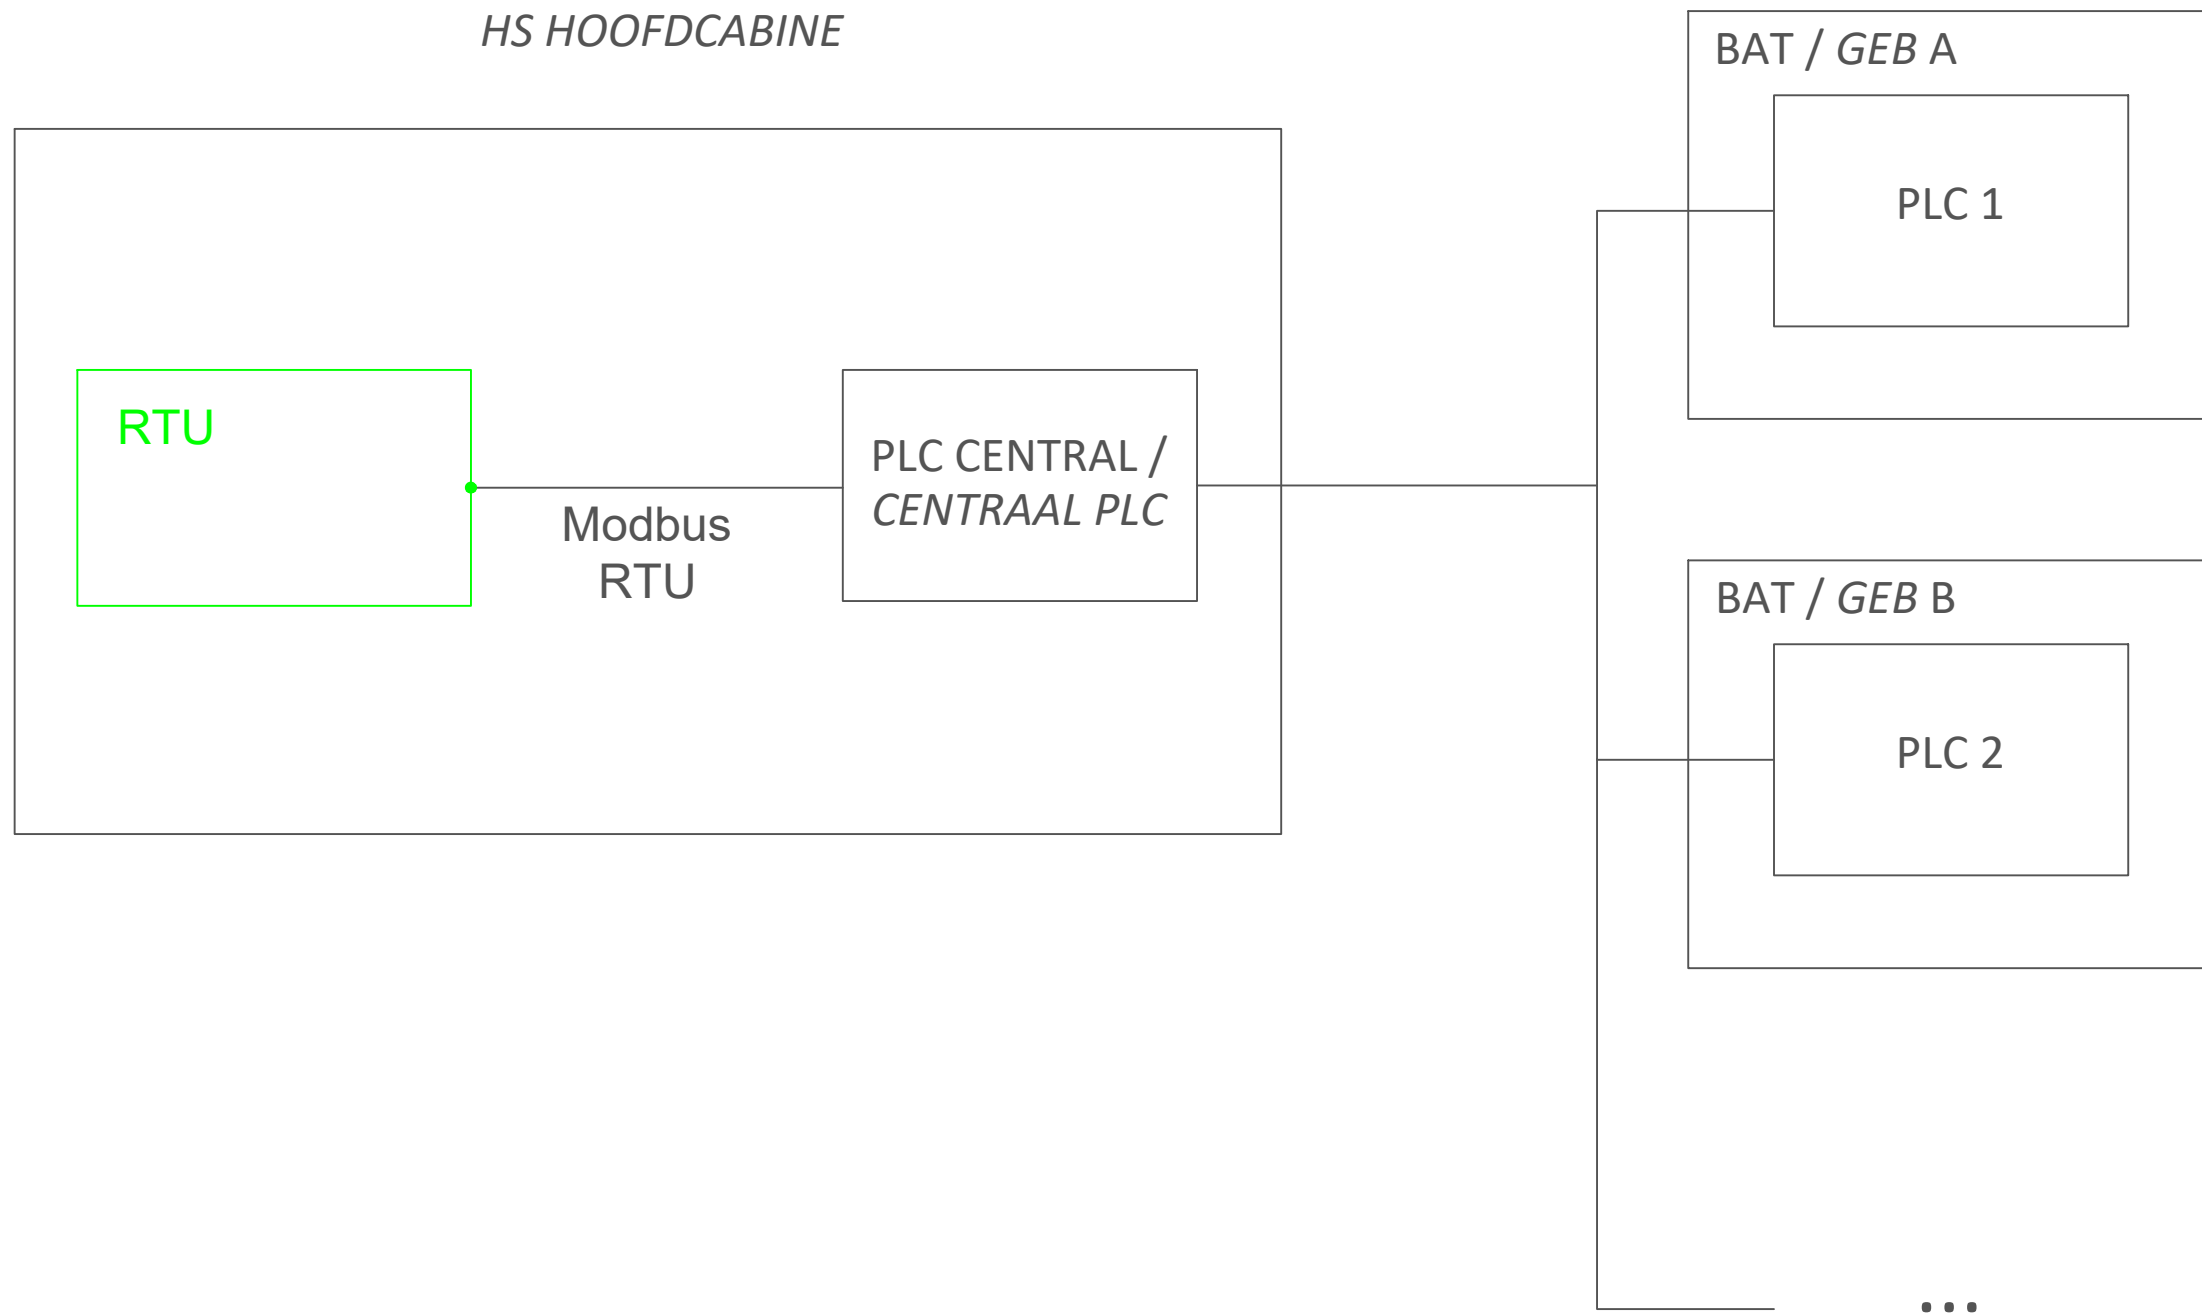 HS HOOFDCABINE
BAT / GEB A
PLC 1
RTU
PLC CENTRAL /
CENTRAAL PLC
Modbus
RTU
BAT / GEB B
PLC 2
...